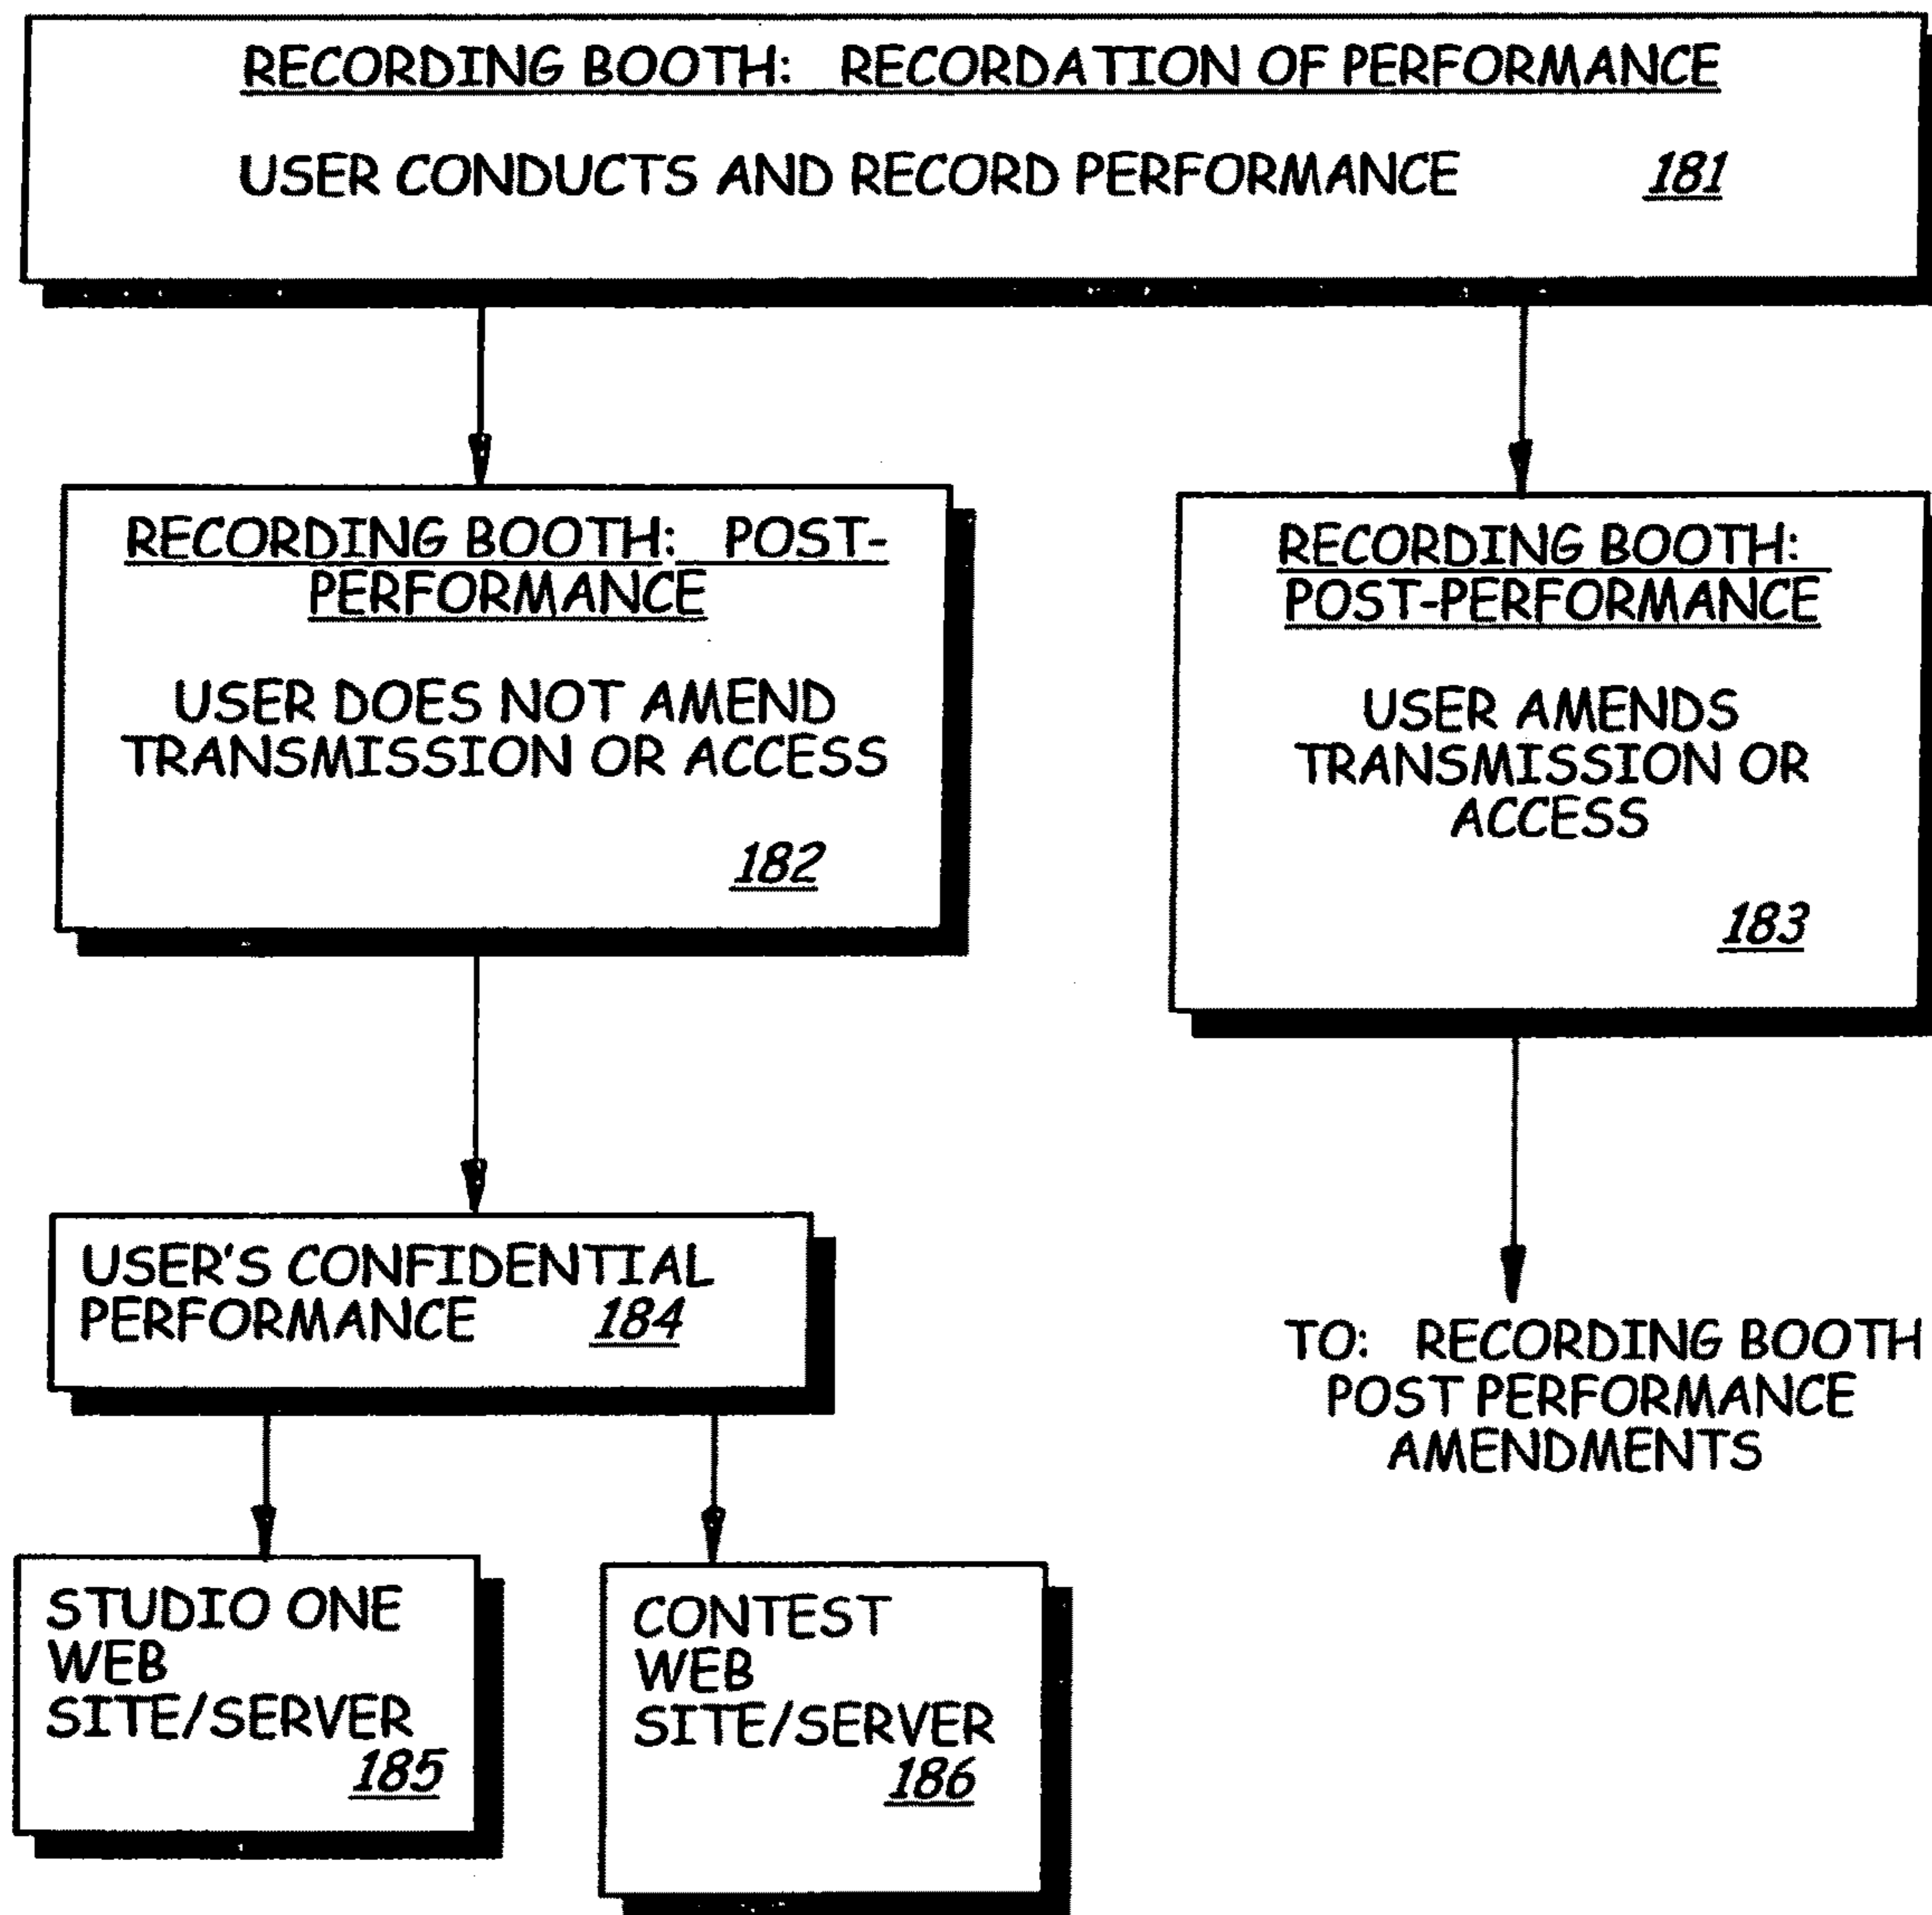 RECORDING BOOTH: RECORDATION OF PERFORMANCE
USER CONDUCTS AND RECORD PERFORMANCE 181
RECORDING BOOTH: POST-
PERFORMANCE
USER DOES NOT AMEND
TRANSMISSION OR ACCESS
182
RECORDING BOOTH:
POST-PERFORMANCE
USER AMENDS
TRANSMISSION OR
ACCESS
183
USER'S CONFIDENTIAL
PERFORMANCE 184
TO: RECORDING BOOTH
POST PERFORMANCE
AMENDMENTS
STUDIO ONE
WEB
SITE/SERVER
185
CONTEST
WEB
SITE/SERVER
186